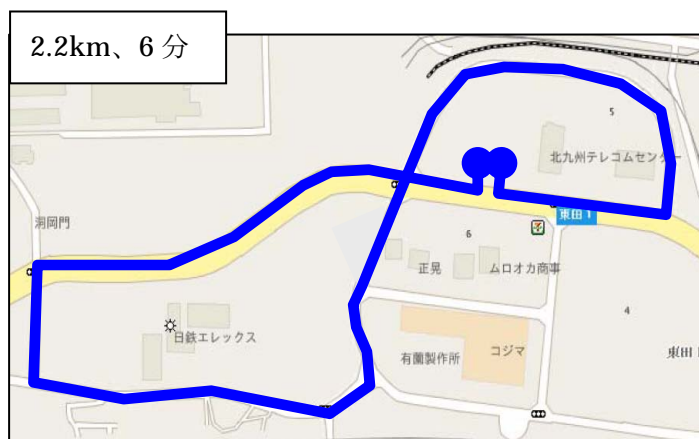 2.2km、6 分
5
北九州テレコムセンター
東田 1
洞岡門
6
正晃
ムロオカ商事
4
日鉄エレックス
有薗製作所
コジマ
東田